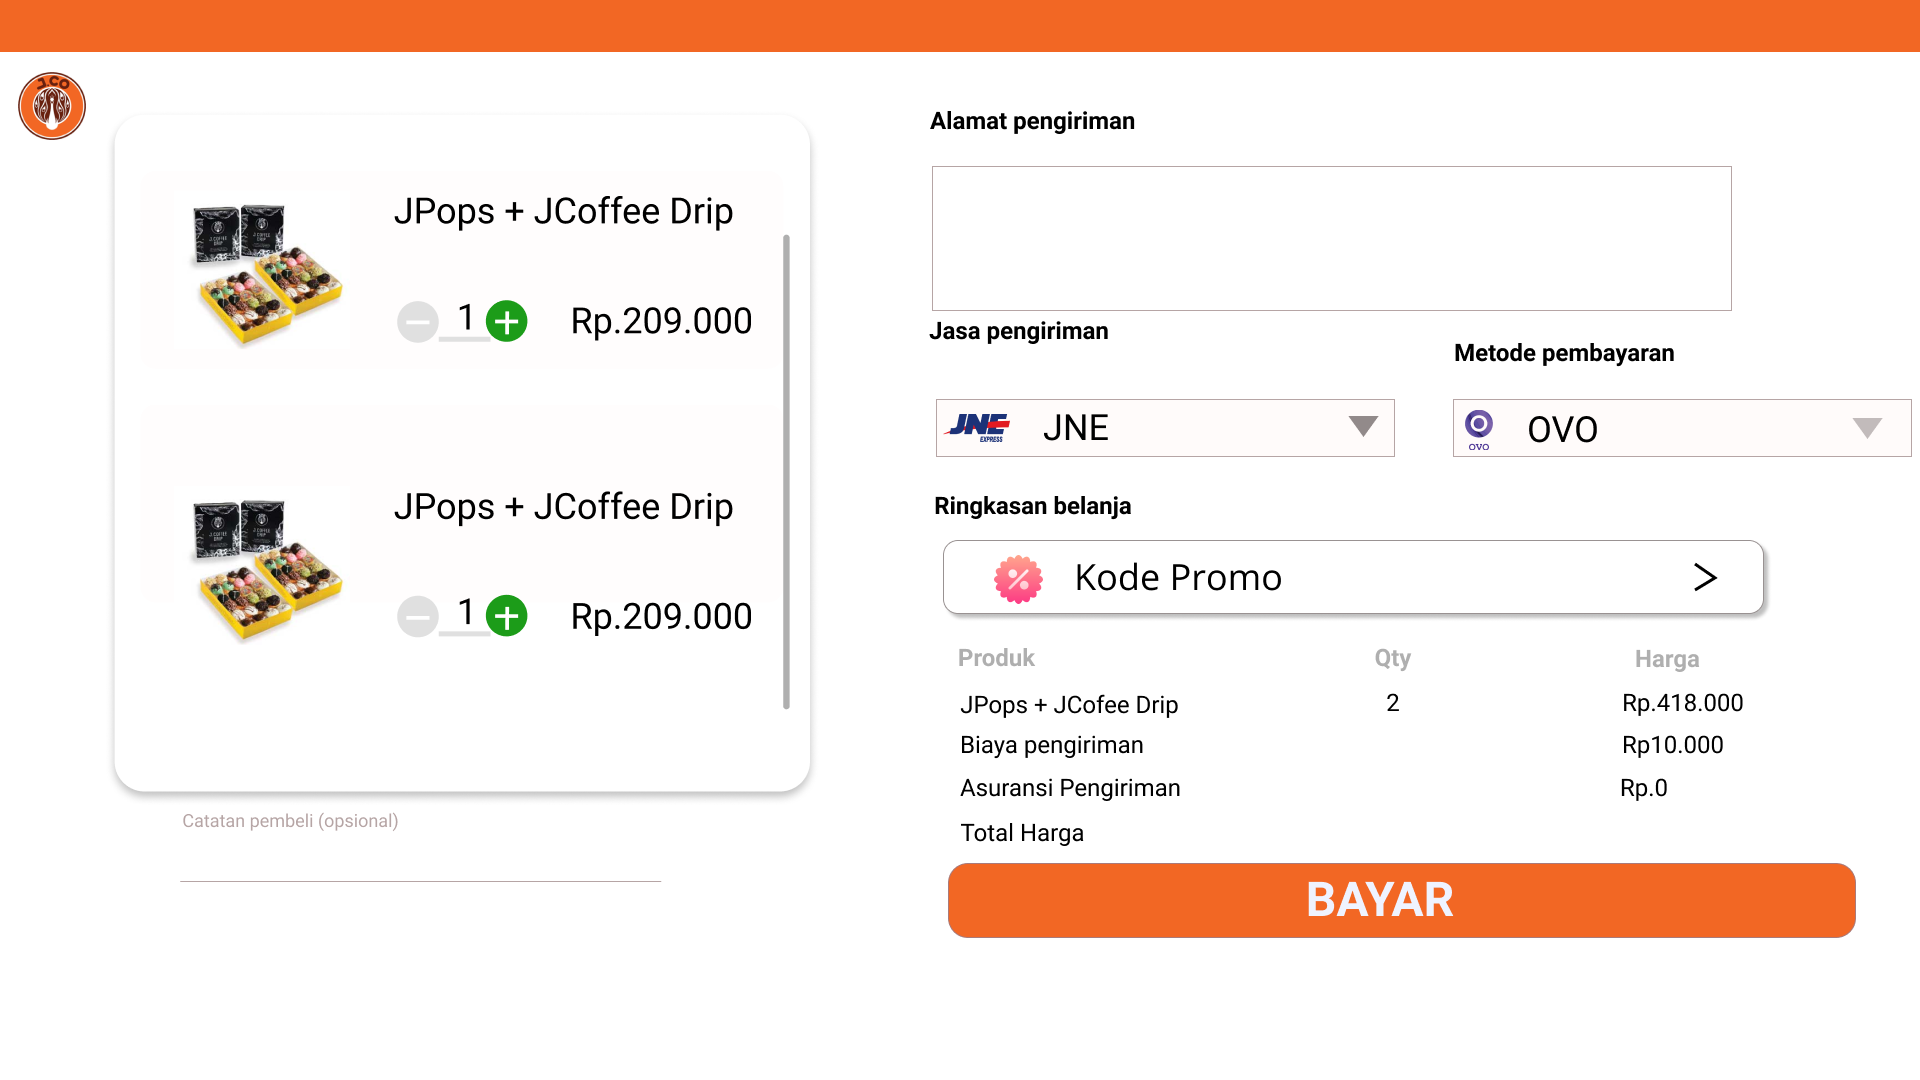 J.CO
JPops + JCoffee Drip
1
Rp.209.000
JPops + JCoffee Drip
1
Rp.209.000
Catatan pembeli (opsional)
Alamat pengiriman
Jasa pengiriman
JNE
EXPRESS
JNE
Metode pembayaran
OVO
OVO
Ringkasan belanja
Kode Promo
Produk Qty Harga
JPops + JCofee Drip 2 Rp.418.000
Biaya pengiriman Rp10.000
Asuransi Pengiriman Rp.0
Total Harga
BAYAR